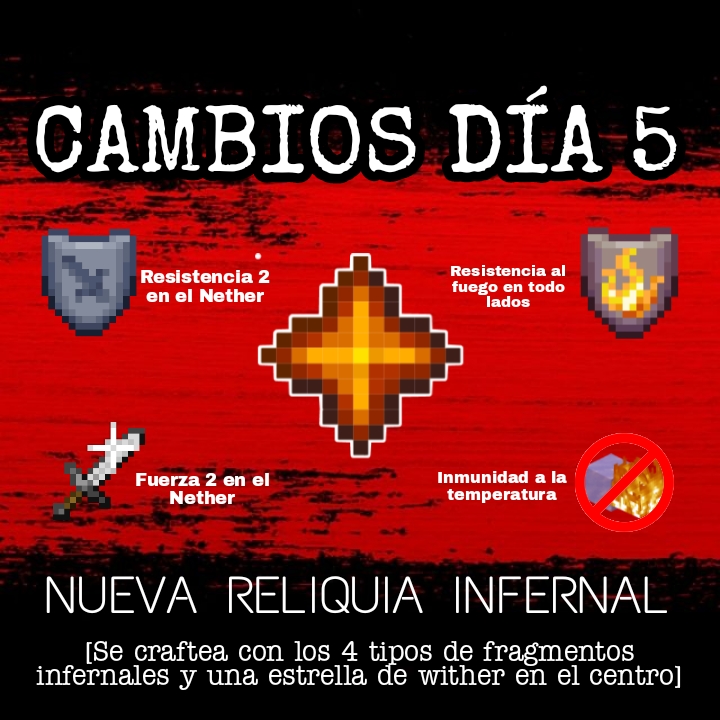 CAMBIOS DÍA 5
Resistencia 2
en el Nether
Resistencia al
fuego en todo
lados
Fuerza 2 en el
Nether
Inmunidad a la
temperatura
NUEVA RELIQUIA INFERNAL
[Se craftea con los 4 tipos de fragmentos
infernales y una estrella de wither en el centro]